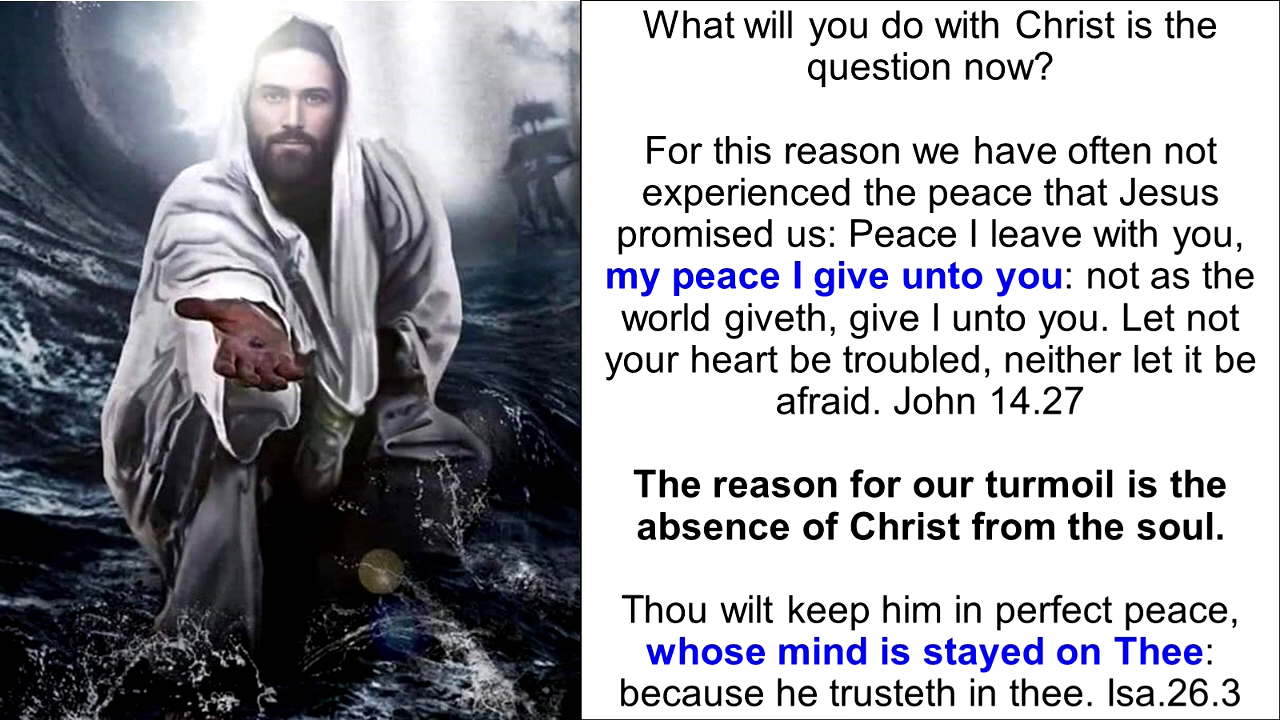 What will you do with Christ is the
question now?
For this reason we have often not
experienced the peace that Jesus
promised us: Peace I leave with you,
my peace I give unto you: not as the
world giveth, give I unto you. Let not
your heart be troubled, neither let it be
afraid. John 14.27
The reason for our turmoil is the
absence of Christ from the soul.
Thou wilt keep him in perfect peace,
whose mind is stayed on Thee:
because he trusteth in thee. Isa.26.3